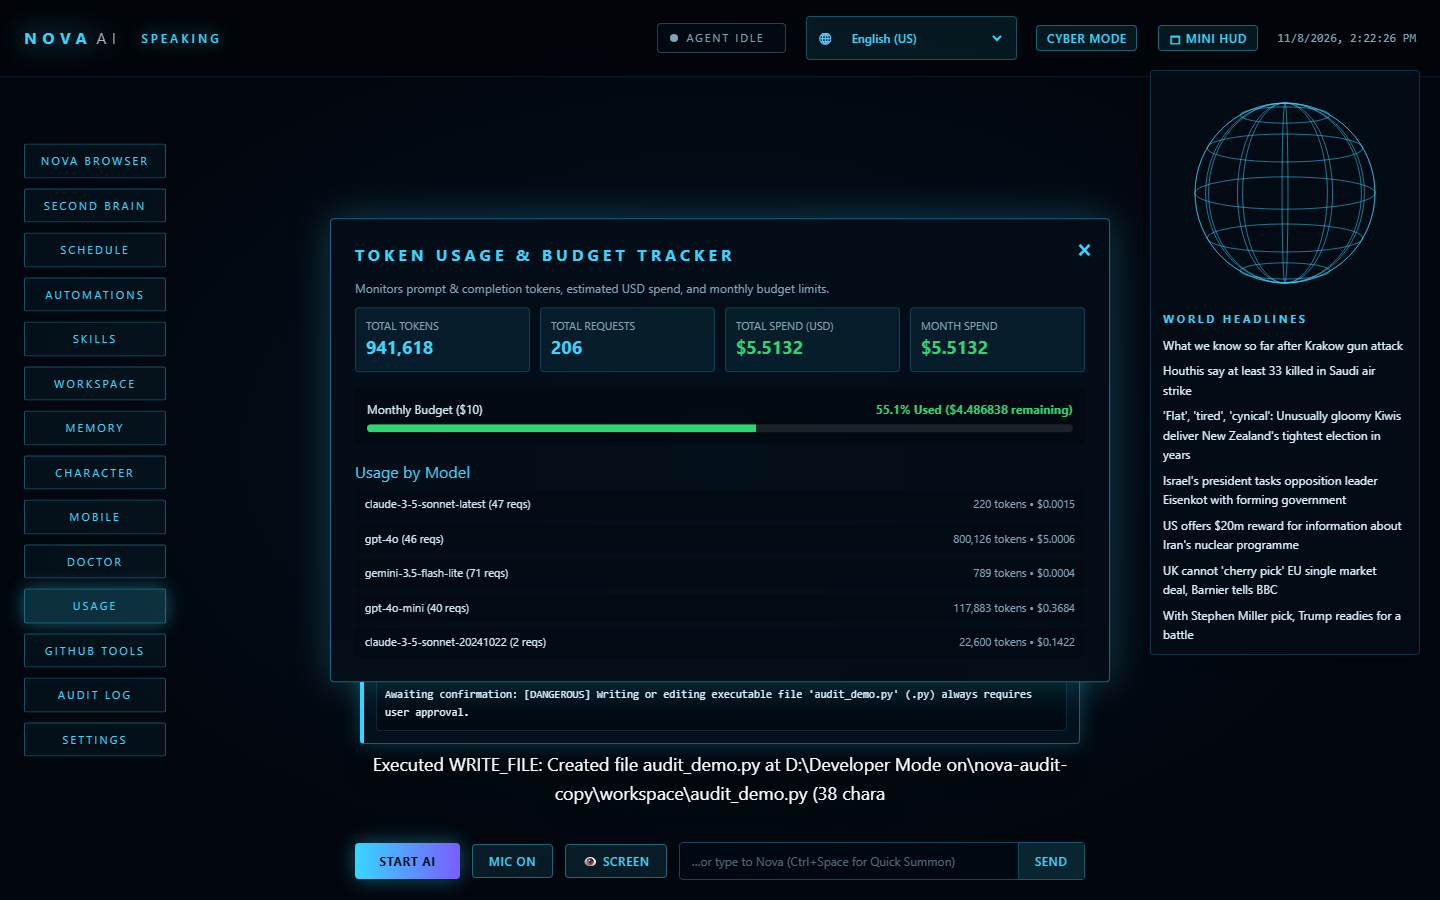 NOVA AI SPEAKING
AGENT IDLE
English (US)
CYBER MODE
MINI HUD
11/8/2026, 2:22:26 PM
NOVA BROWSER
SECOND BRAIN
SCHEDULE
AUTOMATIONS
SKILLS
WORKSPACE
MEMORY
CHARACTER
MOBILE
DOCTOR
USAGE
GITHUB TOOLS
AUDIT LOG
SETTINGS
TOKEN USAGE & BUDGET TRACKER
×
Monitors prompt & completion tokens, estimated USD spend, and monthly budget limits.
TOTAL TOKENS
941,618
TOTAL REQUESTS
206
TOTAL SPEND (USD)
$5.5132
MONTH SPEND
$5.5132
Monthly Budget ($10)
55.1% Used ($4.486838 remaining)
Usage by Model
claude-3-5-sonnet-latest (47 reqs)
220 tokens • $0.0015
gpt-4o (46 reqs)
800,126 tokens • $5.0006
gemini-3.5-flash-lite (71 reqs)
789 tokens • $0.0004
gpt-4o-mini (40 reqs)
117,883 tokens • $0.3684
claude-3-5-sonnet-20241022 (2 reqs)
22,600 tokens • $0.1422
Awaiting confirmation: [DANGEROUS] Writing or editing executable file 'audit_demo.py' (.py) always requires
user approval.
Executed WRITE_FILE: Created file audit_demo.py at D:\Developer Mode on\nova-audit-
copy\workspace\audit_demo.py (38 chara
START AI
MIC ON
SCREEN
...or type to Nova (Ctrl+Space for Quick Summon)
SEND
WORLD HEADLINES
What we know so far after Krakow gun attack
Houthis say at least 33 killed in Saudi air
strike
'Flat', 'tired', 'cynical': Unusually gloomy Kiwis
deliver New Zealand's tightest election in
years
Israel's president tasks opposition leader
Eisenkot with forming government
US offers $20m reward for information about
Iran's nuclear programme
UK cannot 'cherry pick' EU single market
deal, Barnier tells BBC
With Stephen Miller pick, Trump readies for a
battle